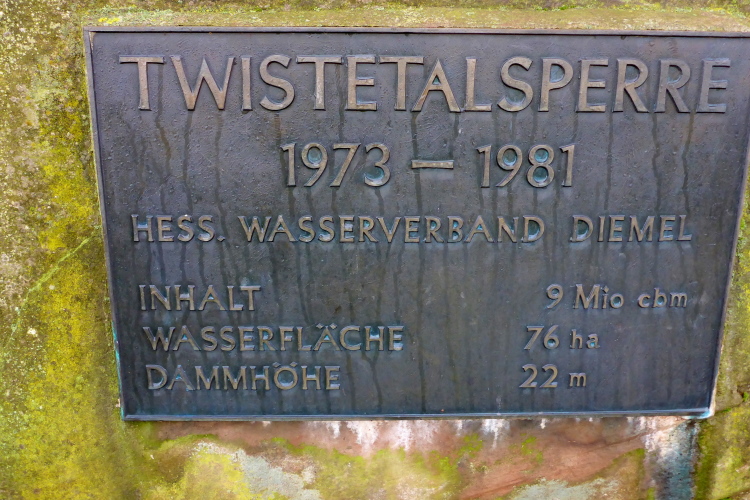 TWISTETALSPERRE
1973 – 1981
HESS. WASSERVERBAND DIEMEL
INHALT 9 Mio cbm
WASSERFLÄCHE 76 ha
DAMMHÖHE 22 m